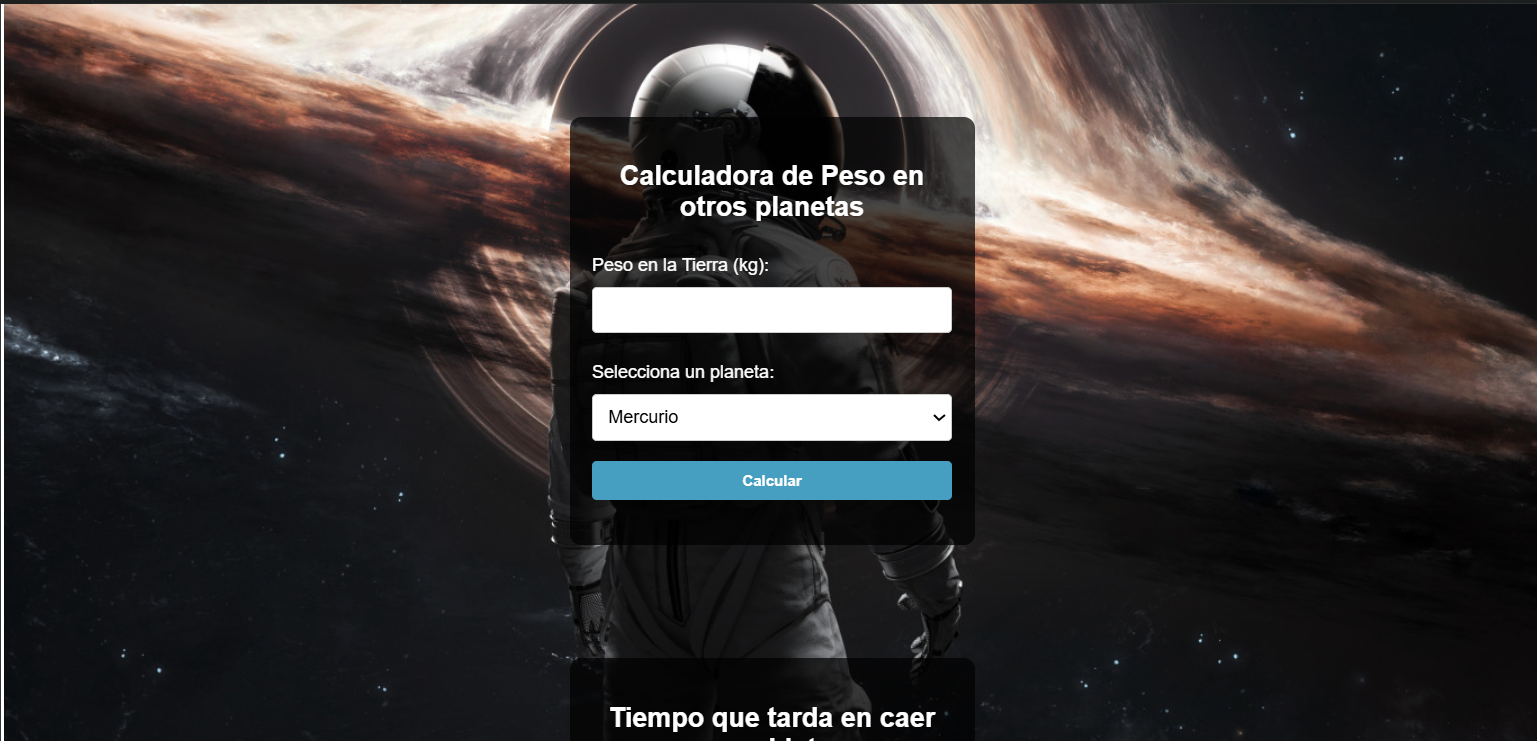 Calculadora de Peso en
otros planetas
Peso en la Tierra (kg):
Selecciona un planeta:
Mercurio
Calcular
Tiempo que tarda en caer